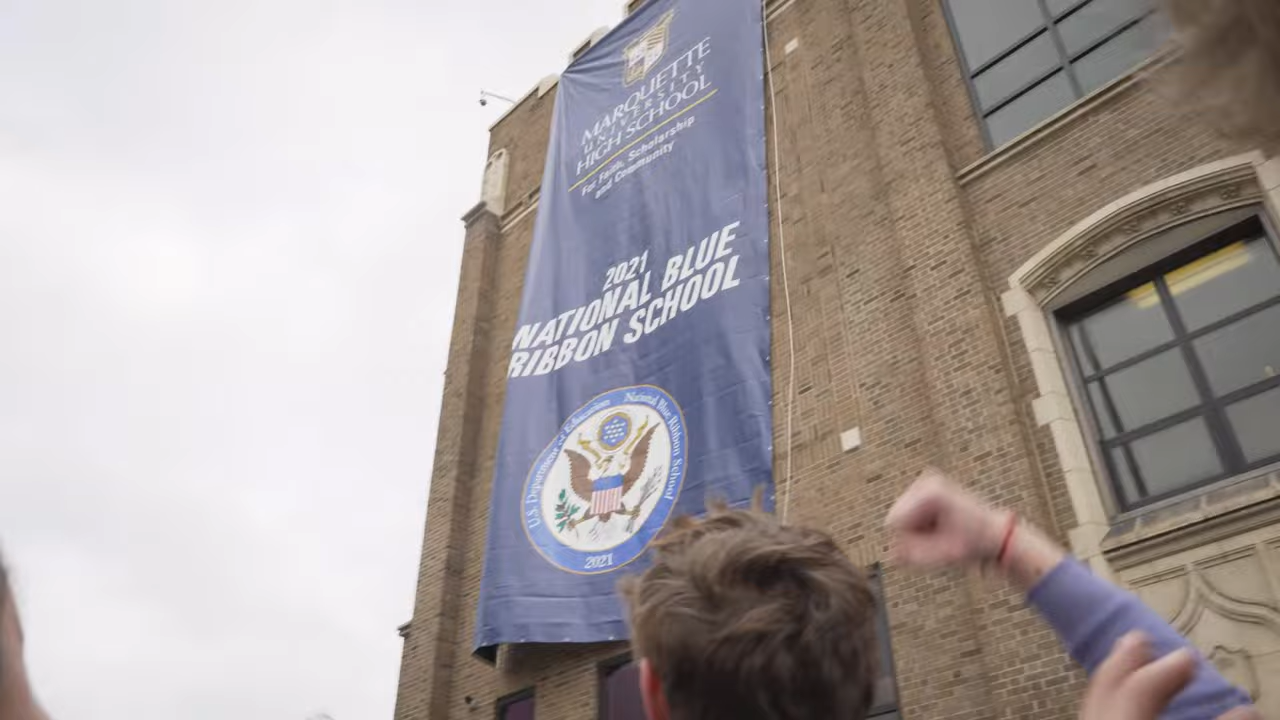 MARQUETTE
UNIVERSITY
HIGH SCHOOL
For Faith, Scholarship
and Community
2021
NATIONAL BLUE
RIBBON SCHOOL
U.S. Department of Education National Blue Ribbon School
2021